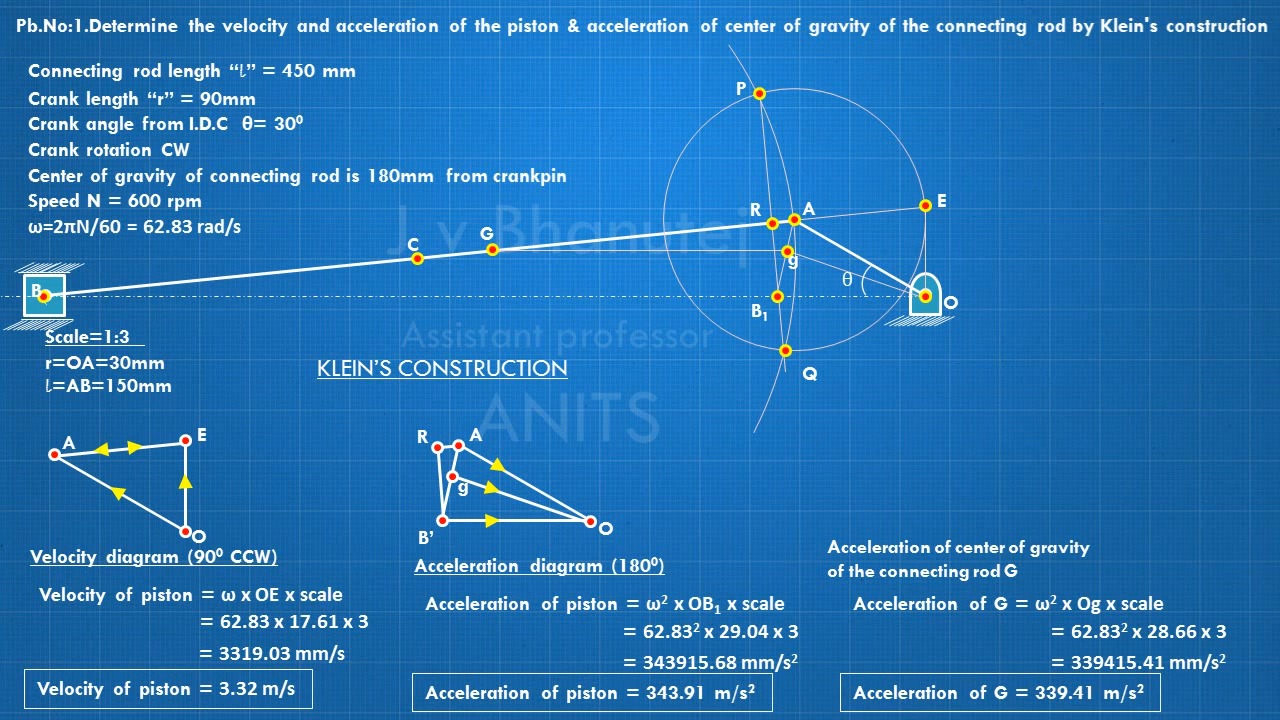 Pb.No:1.Determine the velocity and acceleration of the piston & acceleration of center of gravity of the connecting rod by Klein's construction
Connecting rod length “l” = 450 mm
Crank length “r” = 90mm
Crank angle from I.D.C θ= 30⁰
Crank rotation CW
Center of gravity of connecting rod is 180mm from crankpin
Speed N = 600 rpm
ω=2πN/60 = 62.83 rad/s
P
R
A
E
C
G
g
θ
B
B₁
O
Q
J v Bhanutej
Assistant professor
ANITS
Scale=1:3
r=OA=30mm
l=AB=150mm
KLEIN’S CONSTRUCTION
A
E
O
R
A
g
B’
O
Velocity diagram (90⁰ CCW)
Velocity of piston = ω x OE x scale
= 62.83 x 17.61 x 3
= 3319.03 mm/s
Velocity of piston = 3.32 m/s
Acceleration diagram (180⁰)
Acceleration of piston = ω² x OB₁ x scale
= 62.83² x 29.04 x 3
= 343915.68 mm/s²
Acceleration of piston = 343.91 m/s²
Acceleration of center of gravity
of the connecting rod G
Acceleration of G = ω² x Og x scale
= 62.83² x 28.66 x 3
= 339415.41 mm/s²
Acceleration of G = 339.41 m/s²